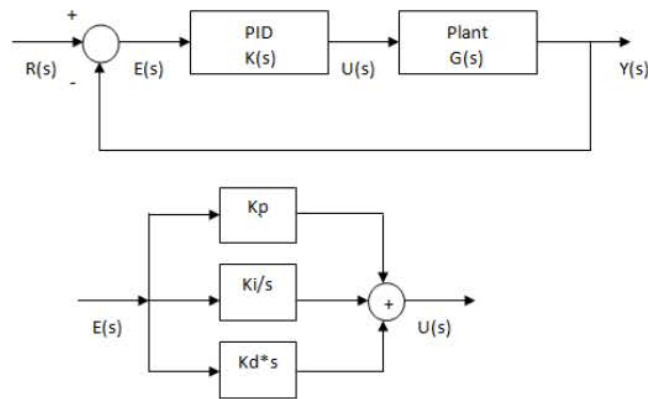 +
PID
K(s)
Plant
G(s)
R(s)
-
E(s)
U(s)
Y(s)
Kp
Ki/s
+
E(s)
U(s)
Kd*s